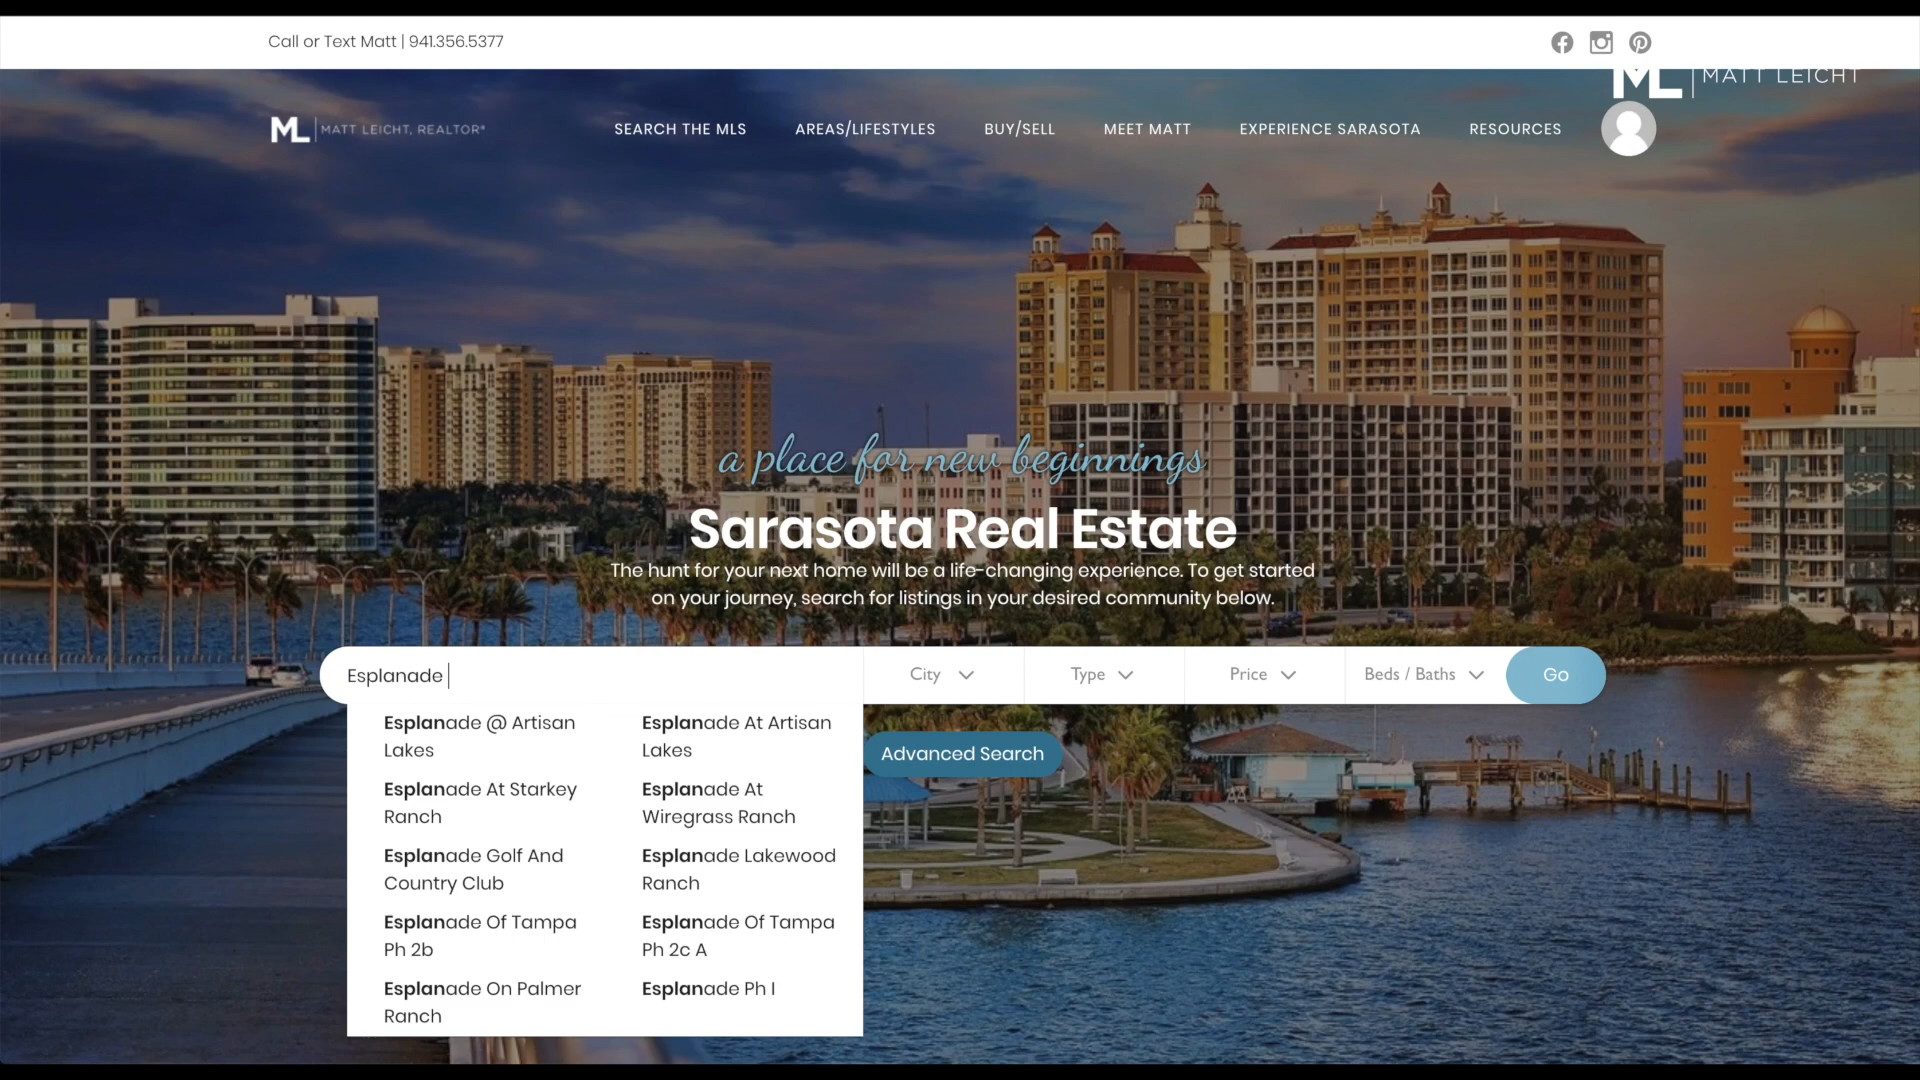 Call or Text Matt | 941.356.5377
ML | MATT LEICHT
ML | MATT LEICHT, REALTOR®
SEARCH THE MLS
AREAS/LIFESTYLES
BUY/SELL
MEET MATT
EXPERIENCE SARASOTA
RESOURCES
a place for new beginnings
Sarasota Real Estate
The hunt for your next home will be a life-changing experience. To get started
on your journey, search for listings in your desired community below.
Esplanade
City
Type
Price
Beds / Baths
Go
Advanced Search
Esplanade @ Artisan
Lakes
Esplanade At Artisan
Lakes
Esplanade At Starkey
Ranch
Esplanade At
Wiregrass Ranch
Esplanade Golf And
Country Club
Esplanade Lakewood
Ranch
Esplanade Of Tampa
Ph 2b
Esplanade Of Tampa
Ph 2c A
Esplanade On Palmer
Ranch
Esplanade Ph I